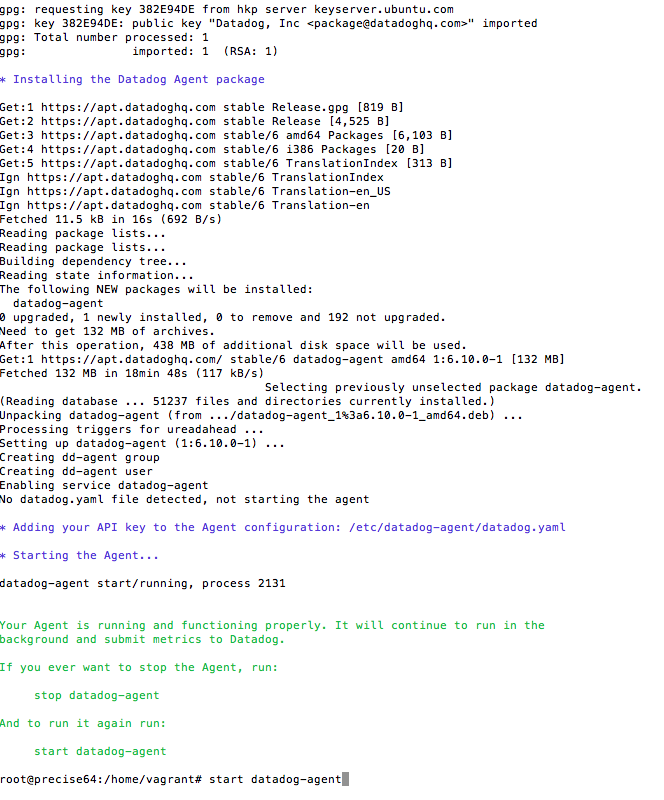 gpg: requesting key 382E94DE from hkp server keyserver.ubuntu.com
gpg: key 382E94DE: public key "Datadog, Inc <package@datadoghq.com>" imported
gpg: Total number processed: 1
gpg:               imported: 1  (RSA: 1)
* Installing the Datadog Agent package
Get:1 https://apt.datadoghq.com stable Release.gpg [819 B]
Get:2 https://apt.datadoghq.com stable Release [4,525 B]
Get:3 https://apt.datadoghq.com stable/6 amd64 Packages [6,103 B]
Get:4 https://apt.datadoghq.com stable/6 i386 Packages [20 B]
Get:5 https://apt.datadoghq.com stable/6 TranslationIndex [313 B]
Ign https://apt.datadoghq.com stable/6 TranslationIndex
Ign https://apt.datadoghq.com stable/6 Translation-en_US
Ign https://apt.datadoghq.com stable/6 Translation-en
Fetched 11.5 kB in 16s (692 B/s)
Reading package lists...
Reading package lists...
Building dependency tree...
Reading state information...
The following NEW packages will be installed:
  datadog-agent
0 upgraded, 1 newly installed, 0 to remove and 192 not upgraded.
Need to get 132 MB of archives.
After this operation, 438 MB of additional disk space will be used.
Get:1 https://apt.datadoghq.com/ stable/6 datadog-agent amd64 1:6.10.0-1 [132 MB]
Fetched 132 MB in 18min 48s (117 kB/s)
Selecting previously unselected package datadog-agent.
(Reading database ... 51237 files and directories currently installed.)
Unpacking datadog-agent (from .../datadog-agent_1%3a6.10.0-1_amd64.deb) ...
Processing triggers for ureadahead ...
Setting up datadog-agent (1:6.10.0-1) ...
Creating dd-agent group
Creating dd-agent user
Enabling service datadog-agent
No datadog.yaml file detected, not starting the agent
* Adding your API key to the Agent configuration: /etc/datadog-agent/datadog.yaml
* Starting the Agent...
datadog-agent start/running, process 2131
Your Agent is running and functioning properly. It will continue to run in the
background and submit metrics to Datadog.
If you ever want to stop the Agent, run:
     stop datadog-agent
And to run it again run:
     start datadog-agent
root@precise64:/home/vagrant# start datadog-agent